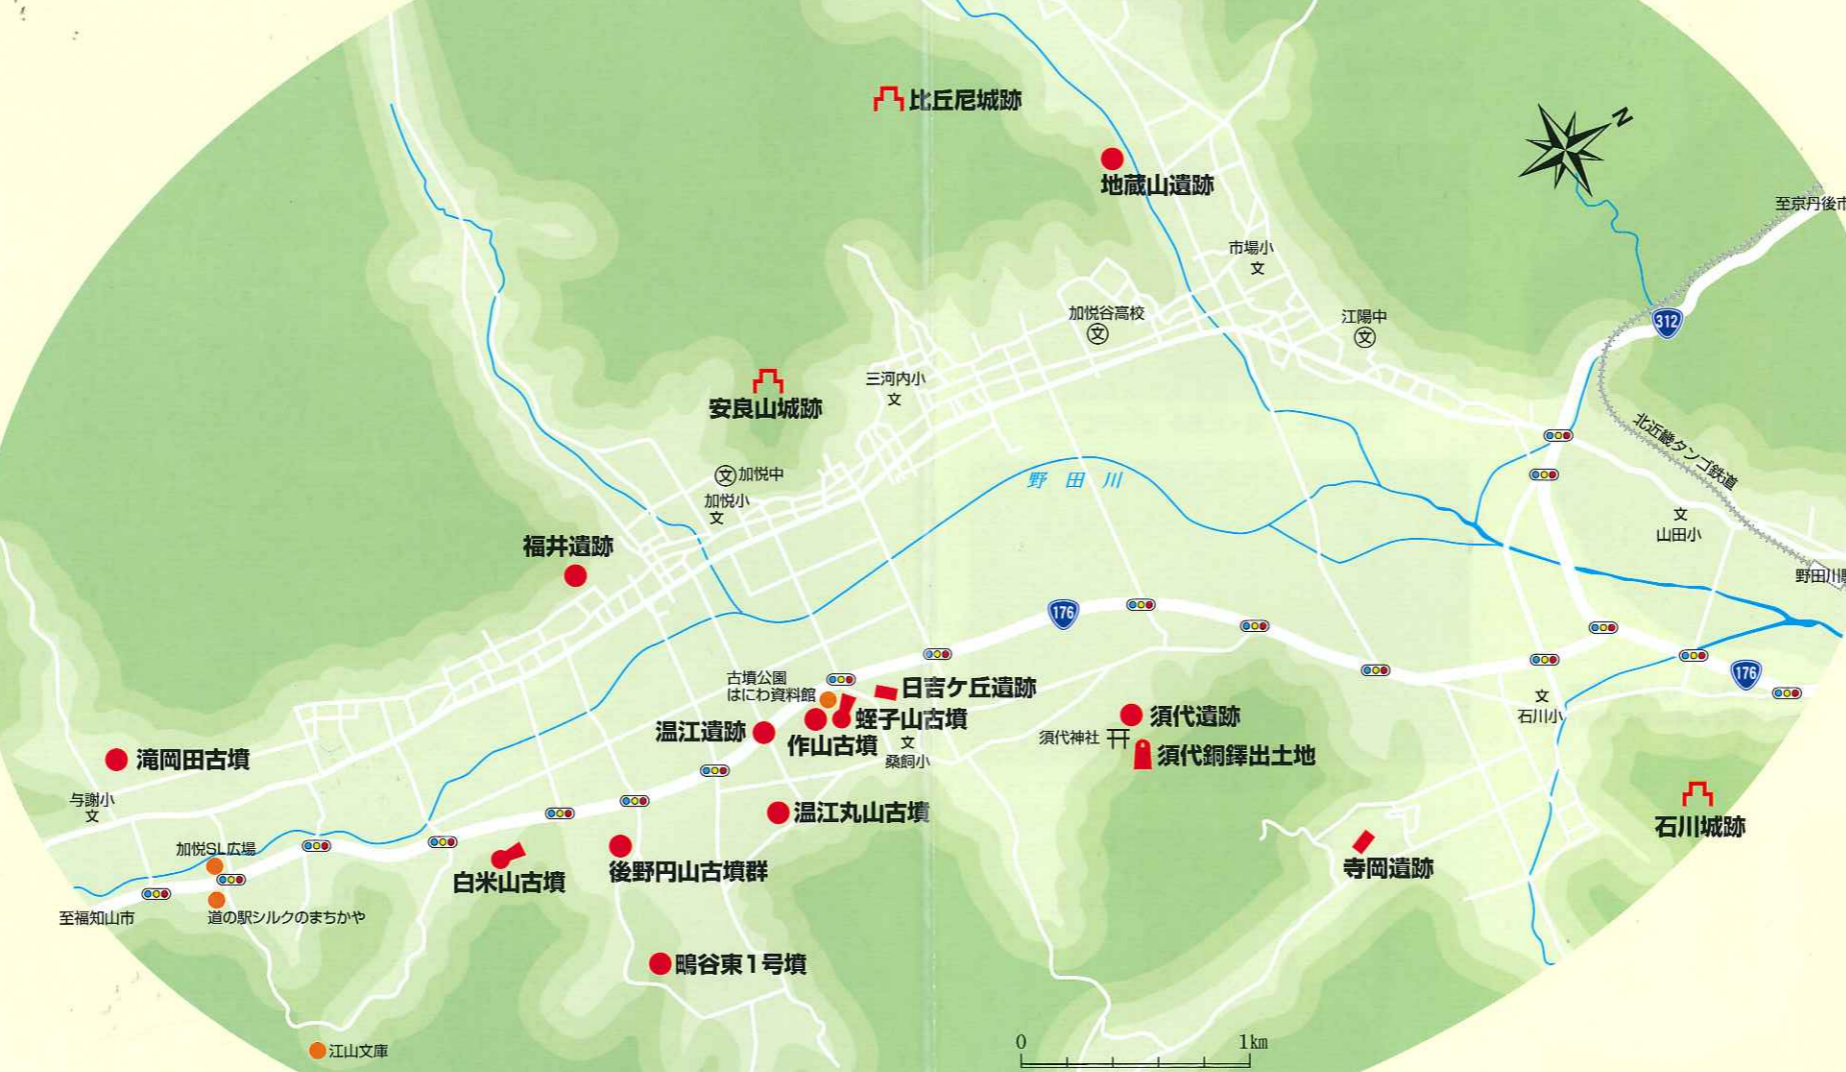 比丘尼城跡
地蔵山遺跡
N
至京丹後市
市場小
文
312
加悦谷高校
文
江陽中
文
三河内小
文
安良山城跡
北近畿タンゴ鉄道
文
加悦中
加悦小
文
野田川
文
山田小
福井遺跡
野田川
176
古墳公園
はにわ資料館
日吉ケ丘遺跡
176
蛭子山古墳
須代遺跡
文
石川小
温江遺跡
作山古墳
文
桑飼小
須代神社
須代銅鐸出土地
滝岡田古墳
与謝小
文
温江丸山古墳
石川城跡
加悦SL広場
白米山古墳
後野円山古墳群
寺岡遺跡
至福知山市
道の駅シルクのまちかや
鴫谷東1号墳
江山文庫
0
1km